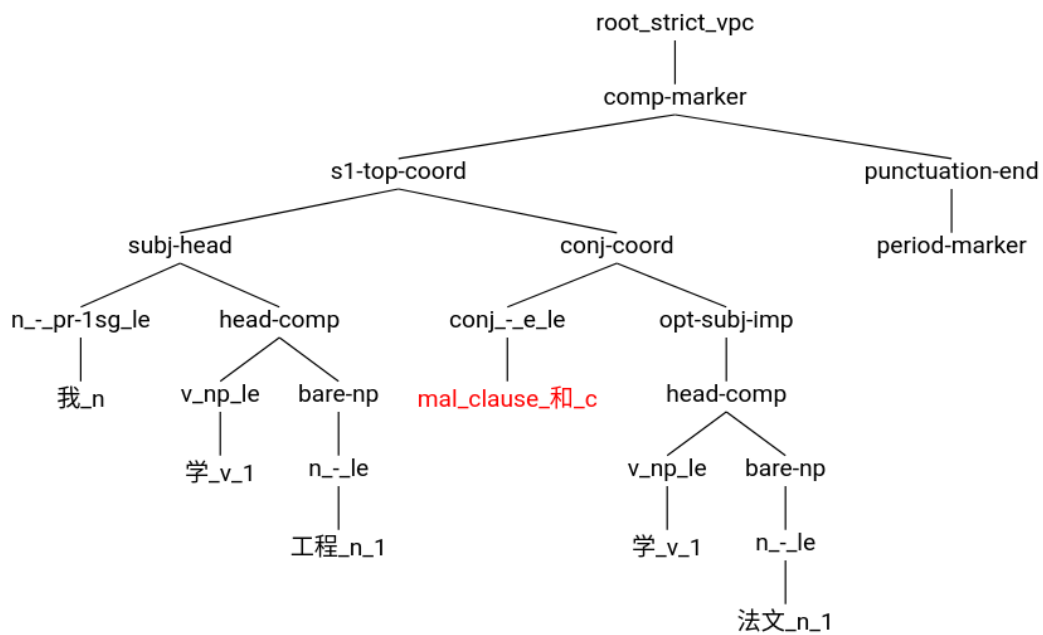 root_strict_vpc
comp-marker
s1-top-coord punctuation-end
subj-head conj-coord period-marker
n_-_pr-1sg_le head-comp conj_-_e_le opt-subj-imp
我_n v_np_le bare-np mal_clause_和_c head-comp
学_v_1 n_-_le v_np_le bare-np
工程_n_1 学_v_1 n_-_le
法文_n_1